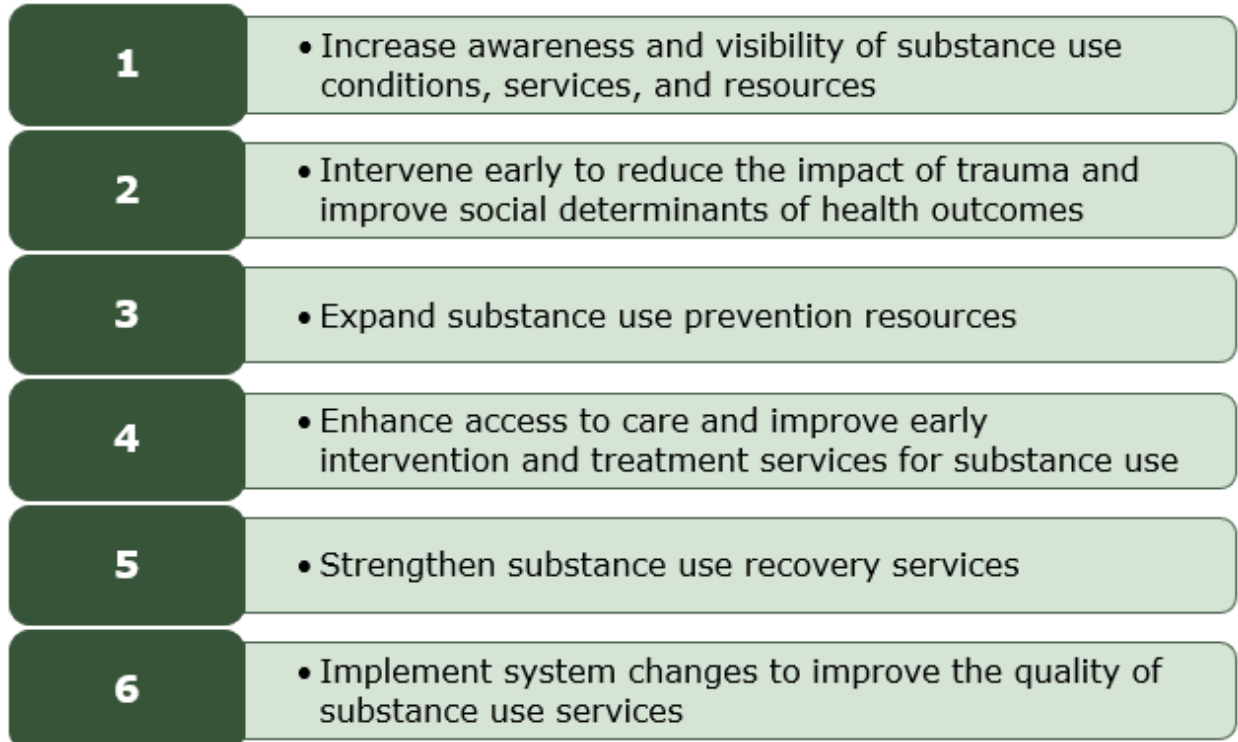 1
• Increase awareness and visibility of substance use
conditions, services, and resources
2
• Intervene early to reduce the impact of trauma and
improve social determinants of health outcomes
3
• Expand substance use prevention resources
4
• Enhance access to care and improve early
intervention and treatment services for substance use
5
• Strengthen substance use recovery services
6
• Implement system changes to improve the quality of
substance use services